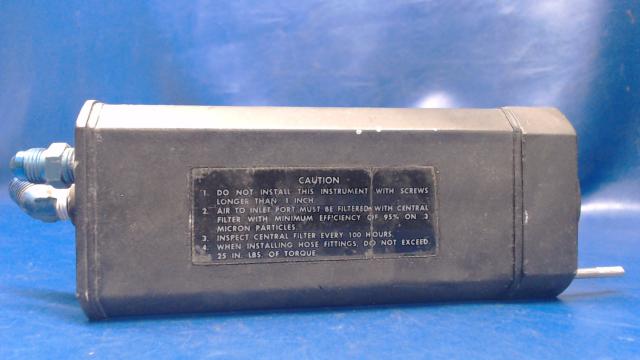 CAUTION
1. DO NOT INSTALL THIS INSTRUMENT WITH SCREWS
LONGER THAN 1 INCH
2. AIR TO INLET PORT MUST BE FILTERED WITH CENTRAL
FILTER WITH MINIMUM EFFICIENCY OF 95% ON .3
MICRON PARTICLES.
3. INSPECT CENTRAL FILTER EVERY 100 HOURS.
4. WHEN INSTALLING HOSE FITTINGS, DO NOT EXCEED
25 IN. LBS. OF TORQUE